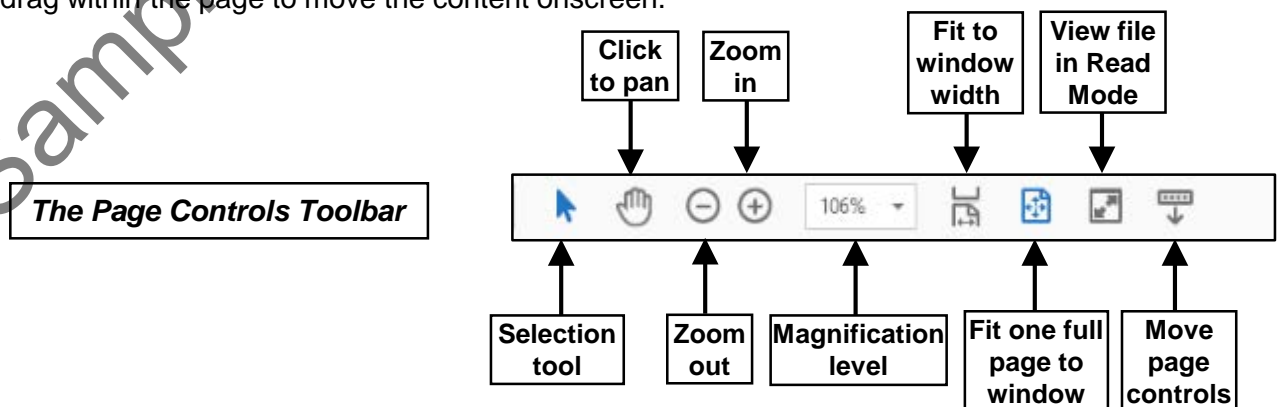 drag within the page to move the content onscreen.
Click
to pan
Zoom
in
Fit to
window
width
View file
in Read
Mode
The Page Controls Toolbar
106%
Selection
tool
Zoom
out
Magnification
level
Fit one full
page to
window
Move
page
controls